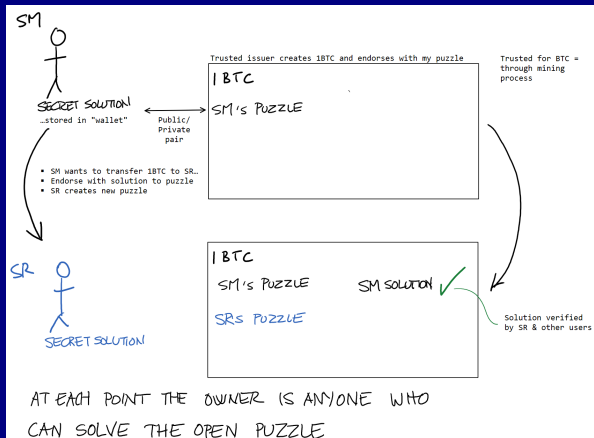 SM
Trusted issuer creates 1BTC and endorses with my puzzle
1 BTC
Trusted for BTC =
through mining
process
SECRET SOLUTION
…stored in "wallet"
Public/
Private
pair
SM's PUZZLE
▪ SM wants to transfer 1BTC to SR…
▪ Endorse with solution to puzzle
▪ SR creates new puzzle
SR
SECRET SOLUTION
1 BTC
SM's PUZZLE
SM SOLUTION
SR's PUZZLE
Solution verified
by SR & other users
AT EACH POINT THE OWNER IS ANYONE WHO
CAN SOLVE THE OPEN PUZZLE